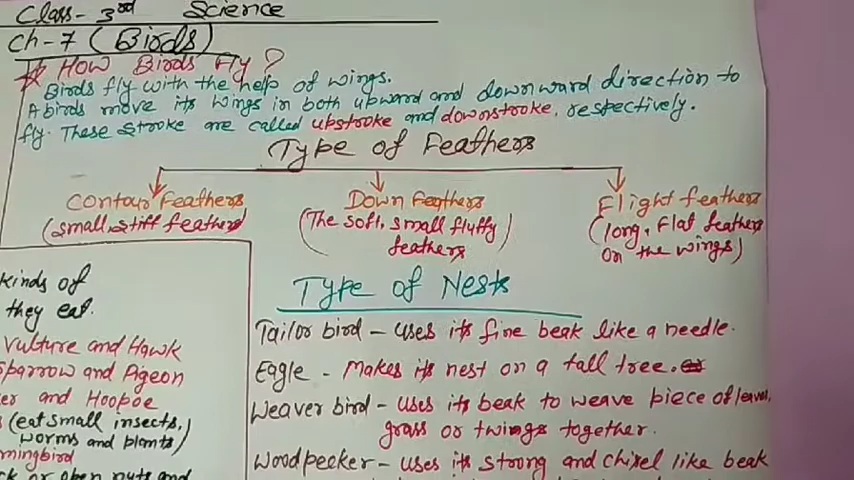 Class - 3rd Science
Ch-7 (Birds)
* How Birds Fly?
Birds fly with the help of wings.
A birds move its wings in both upward and downward direction to
fly. These stroke are called upstroke and downstroke, respectively.
Type of Feathers
Contour Feathers
(small, stiff feathers)
Down Feathers
(The soft, small fluffy
feathers)
Flight feathers
(long, Flat feathers
on the wings)
kinds of
they eat.
Vulture and Hawk
Sparrow and Pigeon
and Hoopoe
(eat small insects,
worms and plants)
Type of Nests
Tailor bird - uses its fine beak like a needle.
Eagle - Makes its nest on a tall tree.
Weaver bird - uses its beak to weave piece of leaves,
grass or twings together.
Woodpecker - uses its strong and chisel like beak